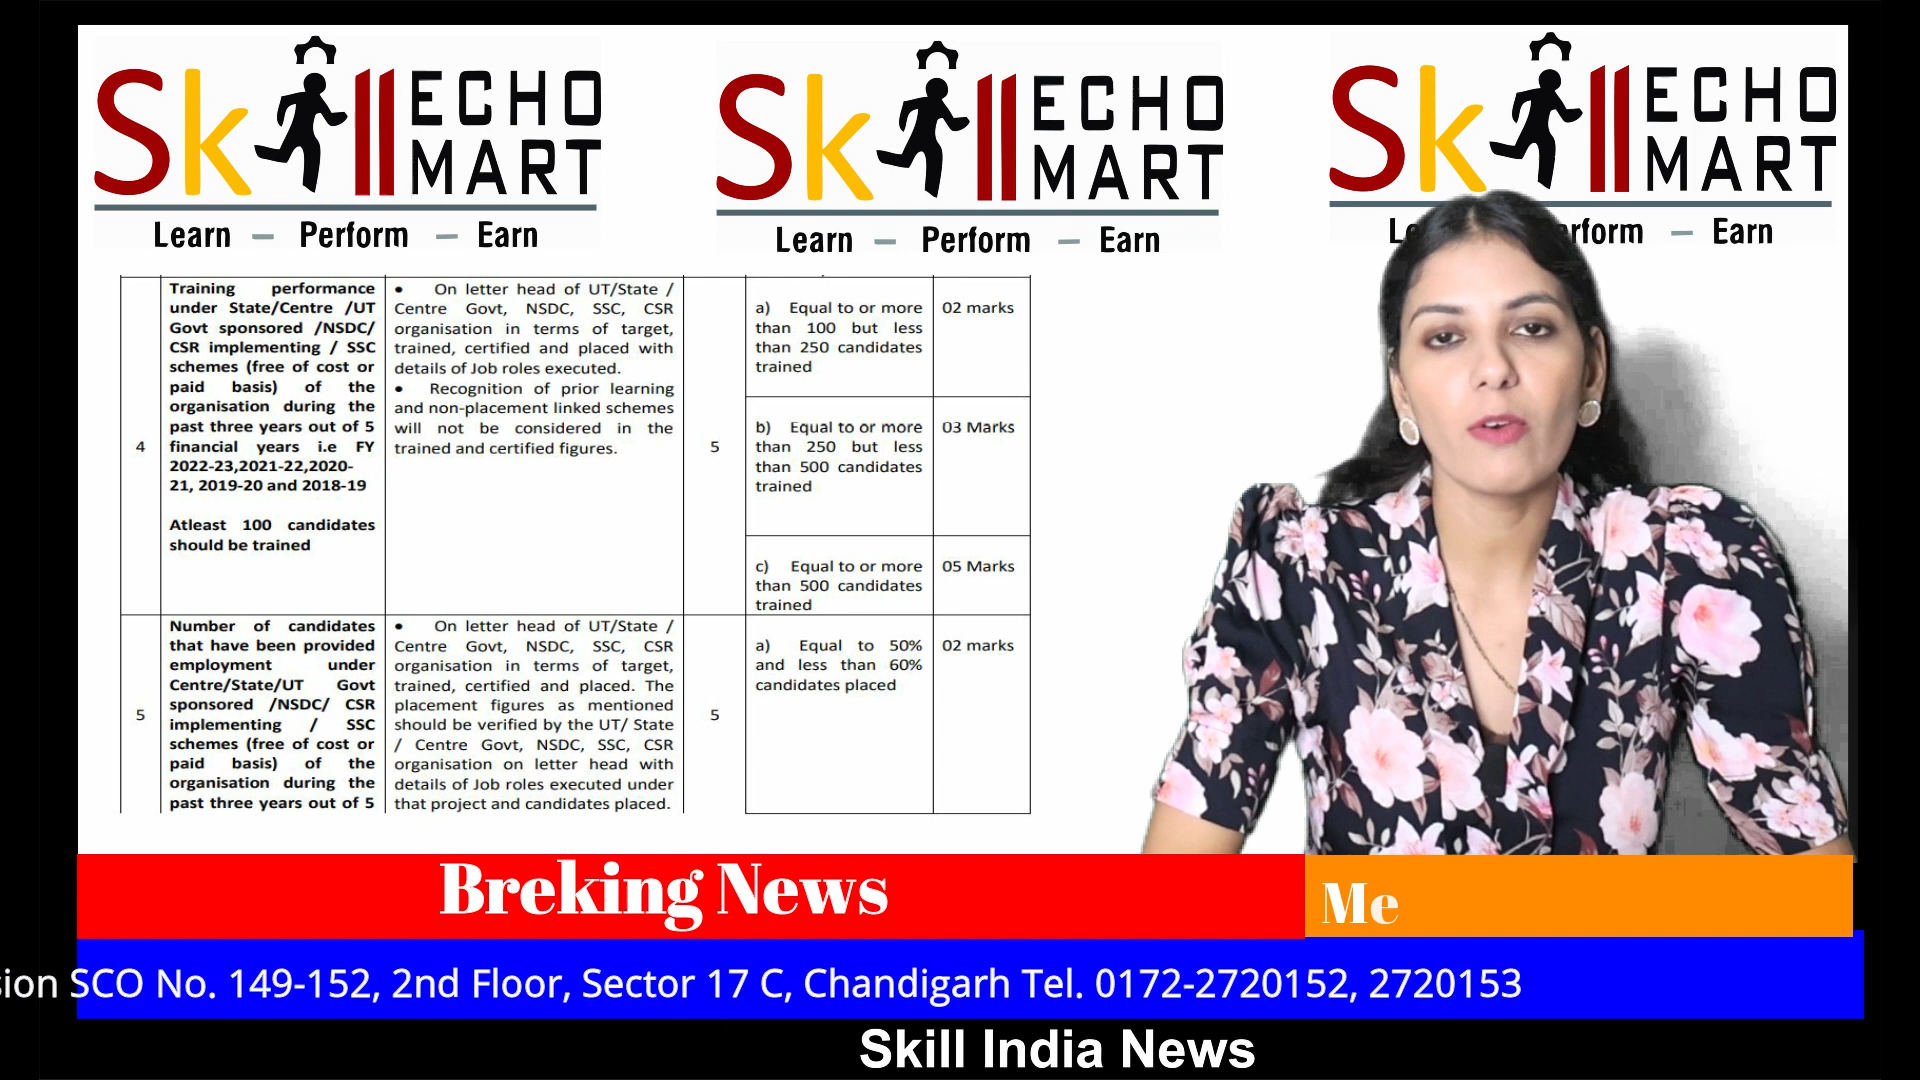 Skill ECHO MART
Learn – Perform – Earn
Skill ECHO MART
Learn – Perform – Earn
Skill ECHO MART
Le rform – Earn
4
Training performance
under State/Centre /UT
Govt sponsored /NSDC/
CSR implementing / SSC
schemes (free of cost or
paid basis) of the
organisation during the
past three years out of 5
financial years i.e FY
2022-23,2021-22,2020-
21, 2019-20 and 2018-19
Atleast 100 candidates
should be trained
• On letter head of UT/State /
Centre Govt, NSDC, SSC, CSR
organisation in terms of target,
trained, certified and placed with
details of Job roles executed.
• Recognition of prior learning
and non-placement linked schemes
will not be considered in the
trained and certified figures.
5
a) Equal to or more
than 100 but less
than 250 candidates
trained
02 marks
b) Equal to or more
than 250 but less
than 500 candidates
trained
03 Marks
c) Equal to or more
than 500 candidates
trained
05 Marks
5
Number of candidates
that have been provided
employment under
Centre/State/UT Govt
sponsored /NSDC/ CSR
implementing / SSC
schemes (free of cost or
paid basis) of the
organisation during the
past three years out of 5
• On letter head of UT/State /
Centre Govt, NSDC, SSC, CSR
organisation in terms of target,
trained, certified and placed. The
placement figures as mentioned
should be verified by the UT/ State
/ Centre Govt, NSDC, SSC, CSR
organisation on letter head with
details of Job roles executed under
that project and candidates placed.
5
a) Equal to 50%
and less than 60%
candidates placed
02 marks
Breking News
Me
sion SCO No. 149-152, 2nd Floor, Sector 17 C, Chandigarh Tel. 0172-2720152, 2720153
Skill India News